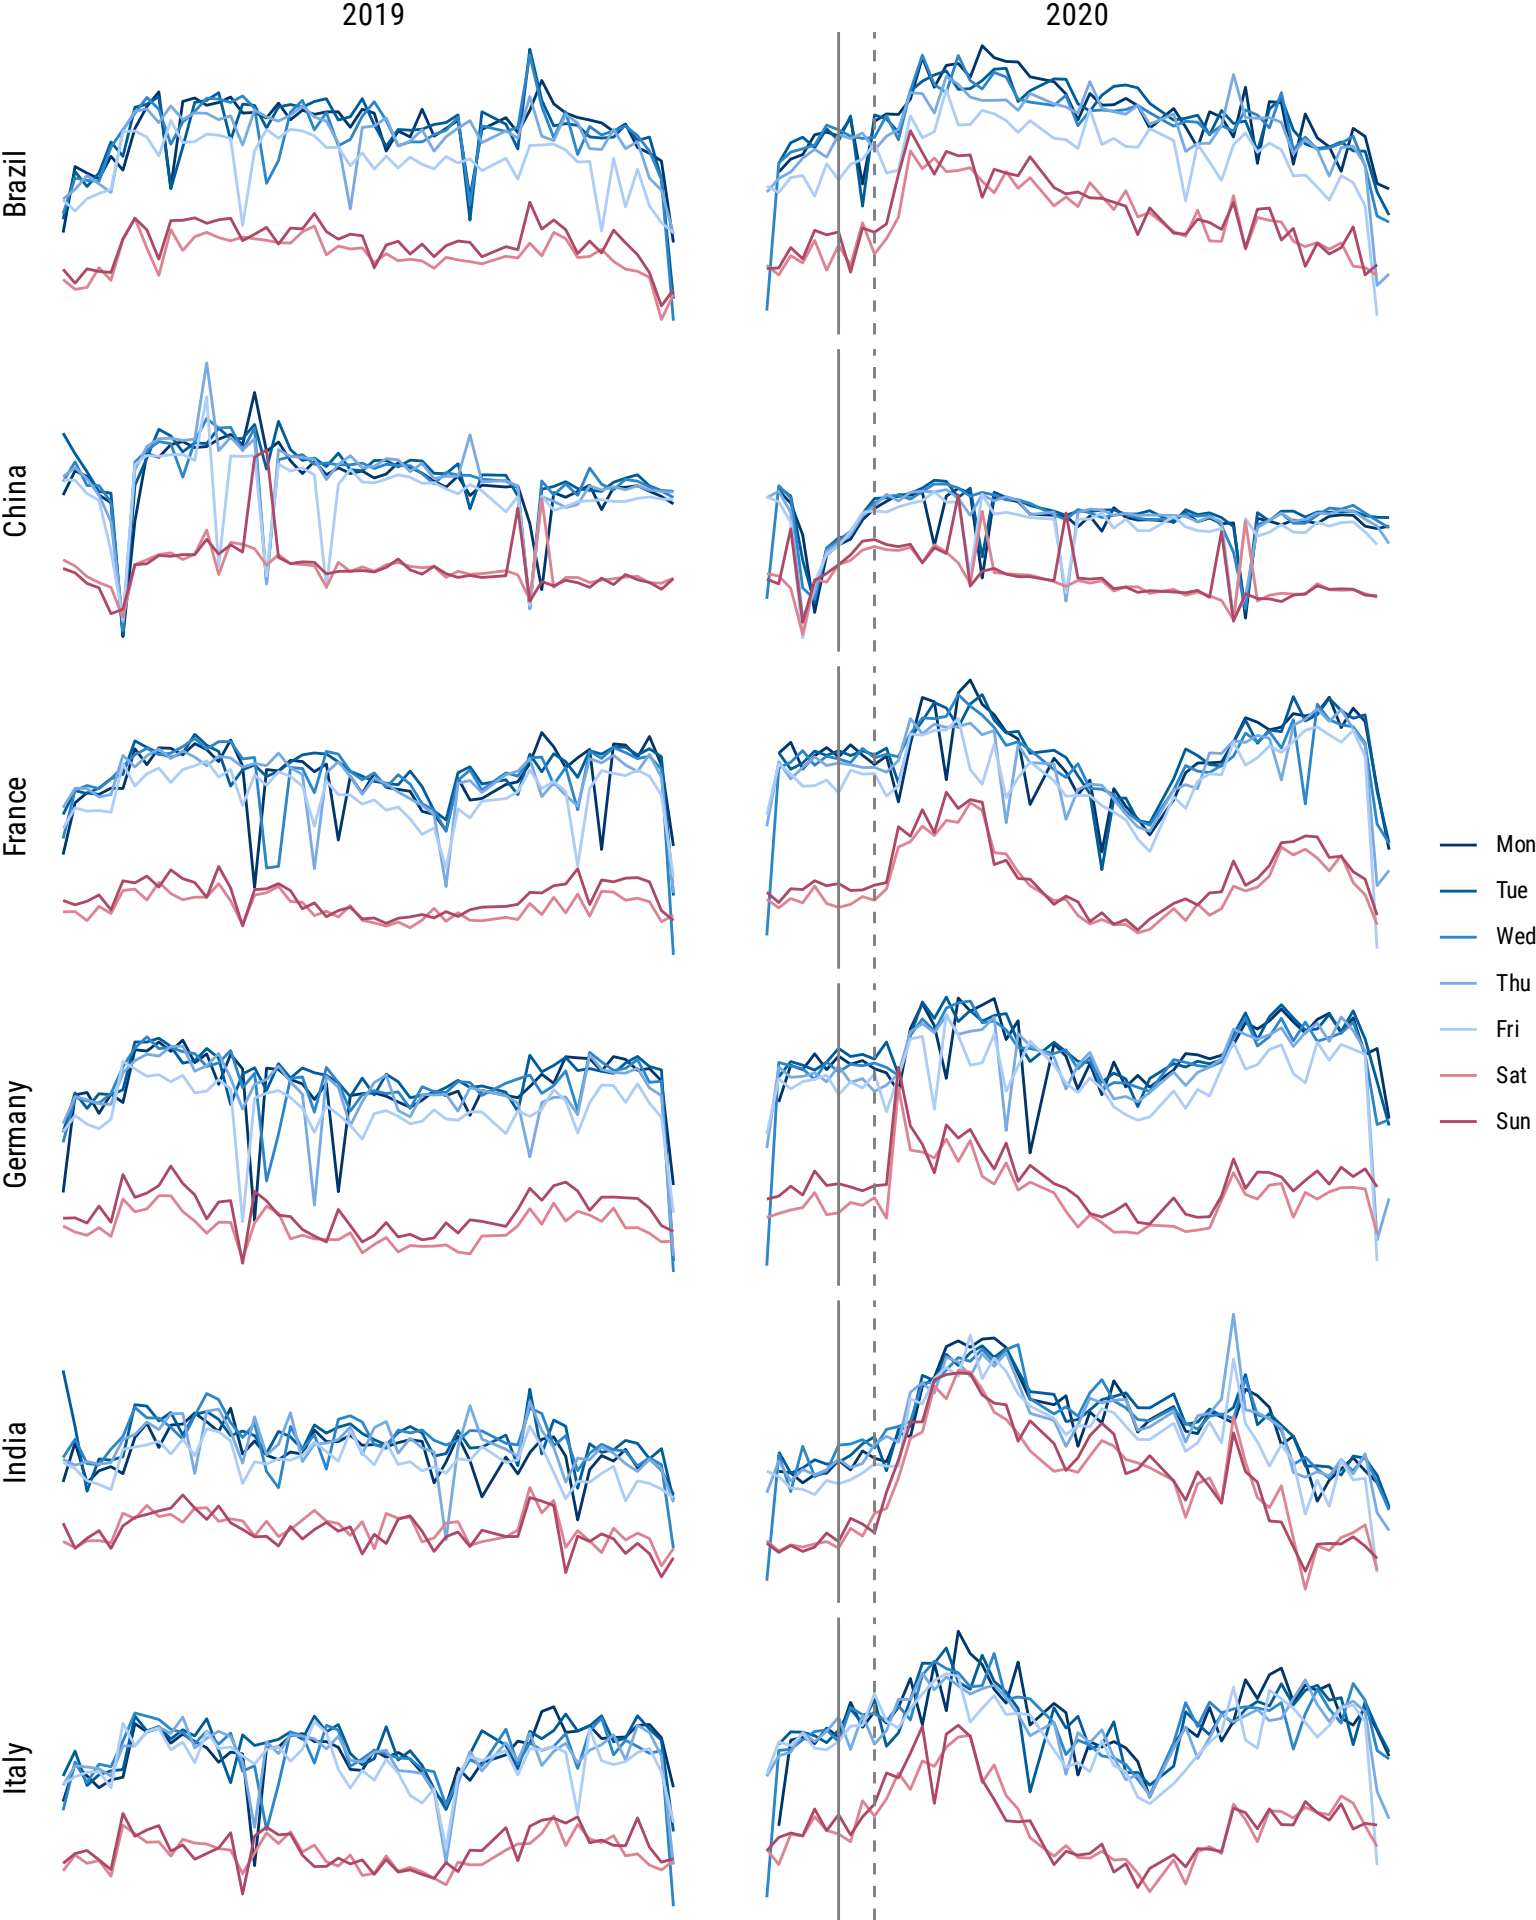 2019
2020
Brazil
China
France
Germany
India
Italy
Mon
Tue
Wed
Thu
Fri
Sat
Sun